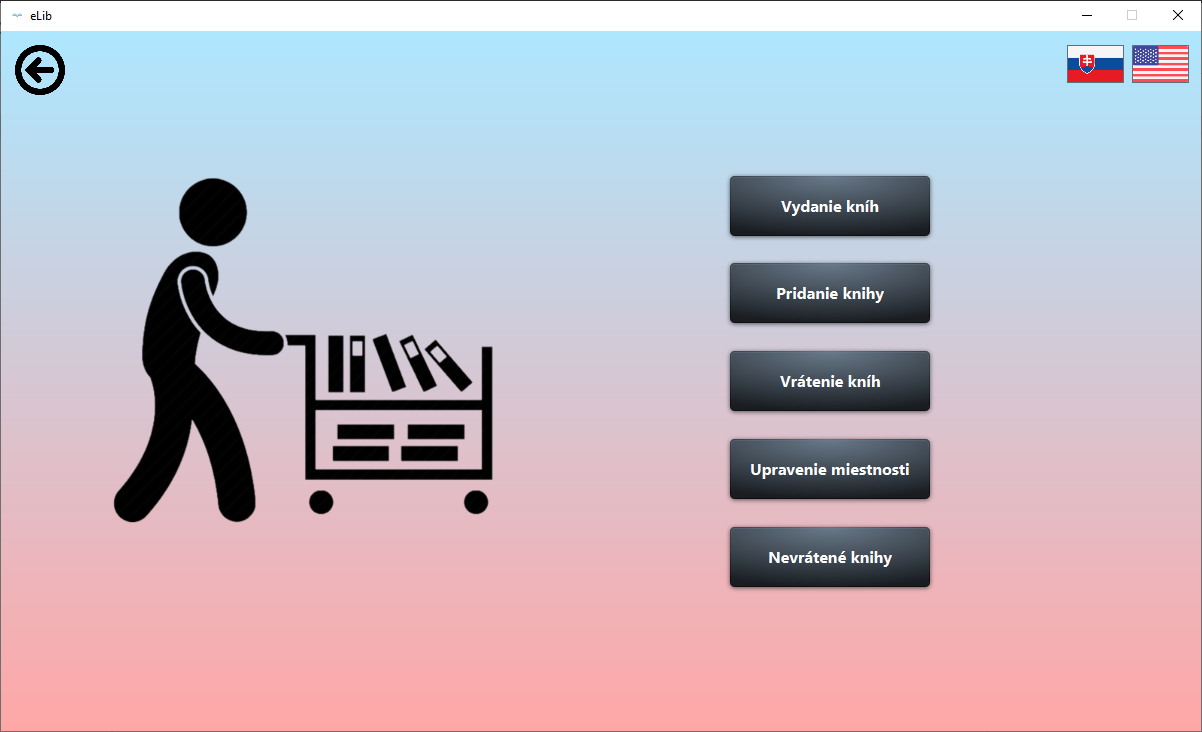 eLib
Vydanie kníh
Pridanie knihy
Vrátenie kníh
Upravenie miestnosti
Nevrátené knihy